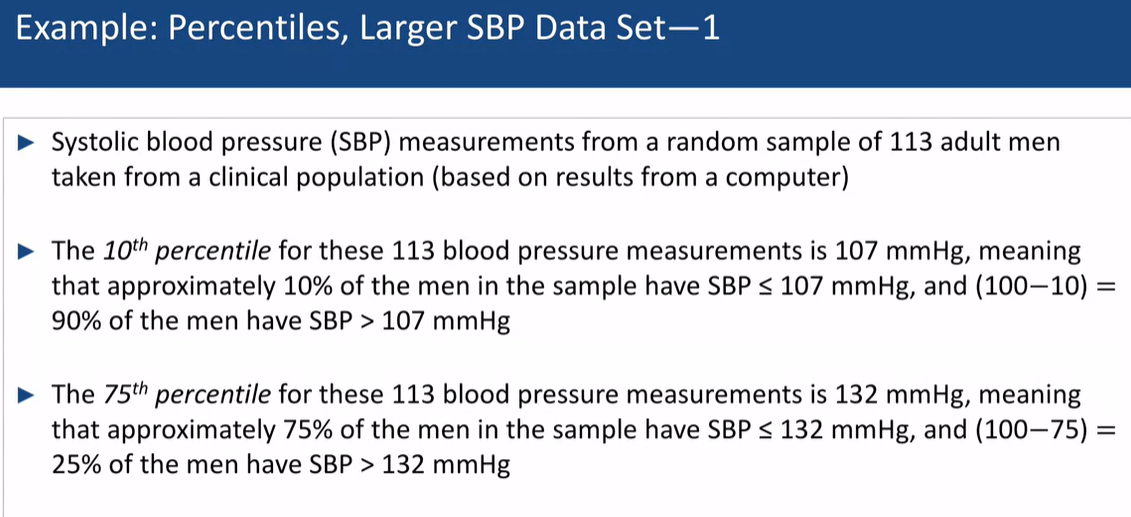 Example: Percentiles, Larger SBP Data Set—1
► Systolic blood pressure (SBP) measurements from a random sample of 113 adult men
taken from a clinical population (based on results from a computer)
► The 10th percentile for these 113 blood pressure measurements is 107 mmHg, meaning
that approximately 10% of the men in the sample have SBP ≤ 107 mmHg, and (100—10) =
90% of the men have SBP > 107 mmHg
► The 75th percentile for these 113 blood pressure measurements is 132 mmHg, meaning
that approximately 75% of the men in the sample have SBP ≤ 132 mmHg, and (100—75) =
25% of the men have SBP > 132 mmHg